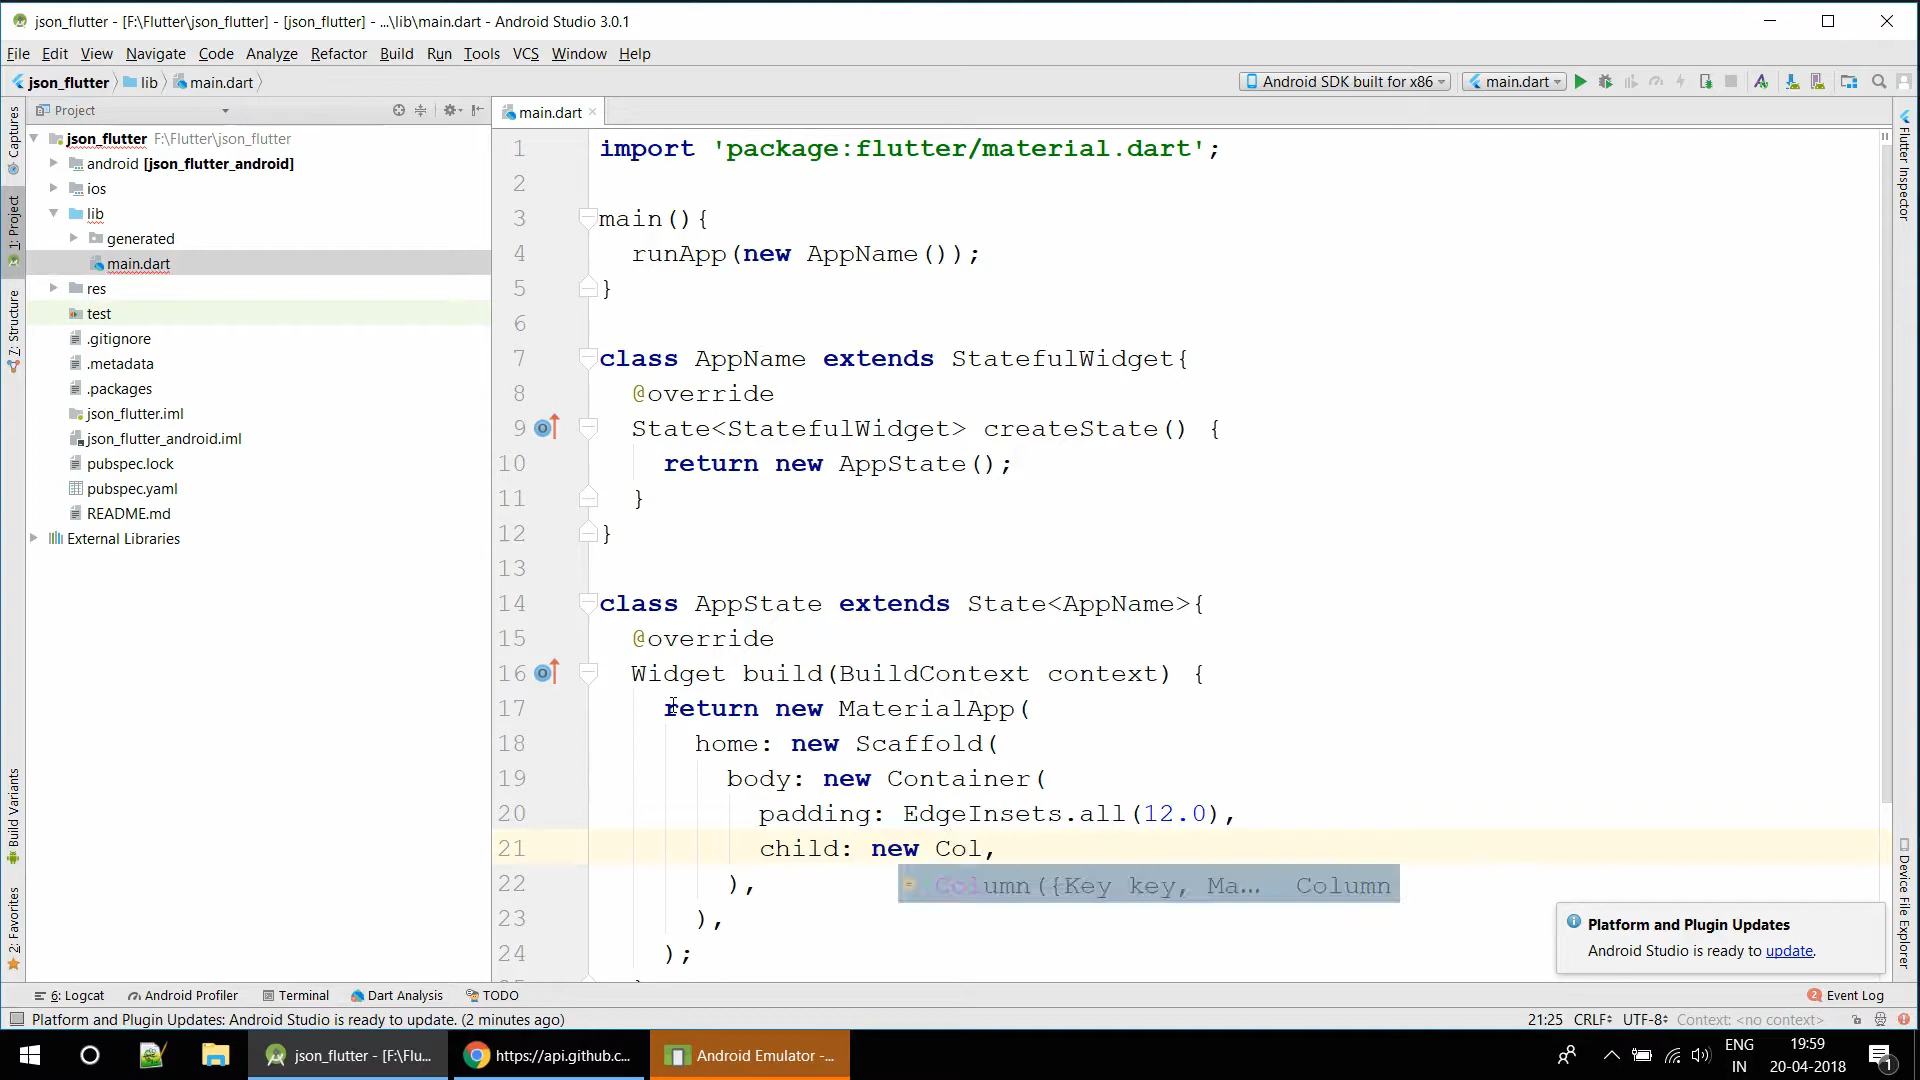 json_flutter - [F:\Flutter\json_flutter] - [json_flutter] - ...\lib\main.dart - Android Studio 3.0.1
File Edit View Navigate Code Analyze Refactor Build Run Tools VCS Window Help
json_flutter lib main.dart
Android SDK built for x86 main.dart
Project
main.dart
Captures
1: Project
7: Structure
Build Variants
2: Favorites
json_flutter F:\Flutter\json_flutter
android [json_flutter_android]
ios
lib
generated
main.dart
res
test
.gitignore
.metadata
.packages
json_flutter.iml
json_flutter_android.iml
pubspec.lock
pubspec.yaml
README.md
External Libraries
1 import 'package:flutter/material.dart';
2
3 main(){
4 runApp(new AppName());
5 }
6
7 class AppName extends StatefulWidget{
8 @override
9 State<StatefulWidget> createState() {
10 return new AppState();
11 }
12 }
13
14 class AppState extends State<AppName>{
15 @override
16 Widget build(BuildContext context) {
17 return new MaterialApp(
18 home: new Scaffold(
19 body: new Container(
20 padding: EdgeInsets.all(12.0),
21 child: new Col,
22 ),
Column({Key key, Ma... Column
23 ),
24 );
Flutter Inspector
Device File Explorer
Platform and Plugin Updates
Android Studio is ready to update.
6: Logcat Android Profiler Terminal Dart Analysis TODO
2 Event Log
Platform and Plugin Updates: Android Studio is ready to update. (2 minutes ago)
21:25 CRLF UTF-8 Context: <no context>
json_flutter - [F:\Flu...
https://api.github.c...
Android Emulator -...
ENG
IN
19:59
20-04-2018
1